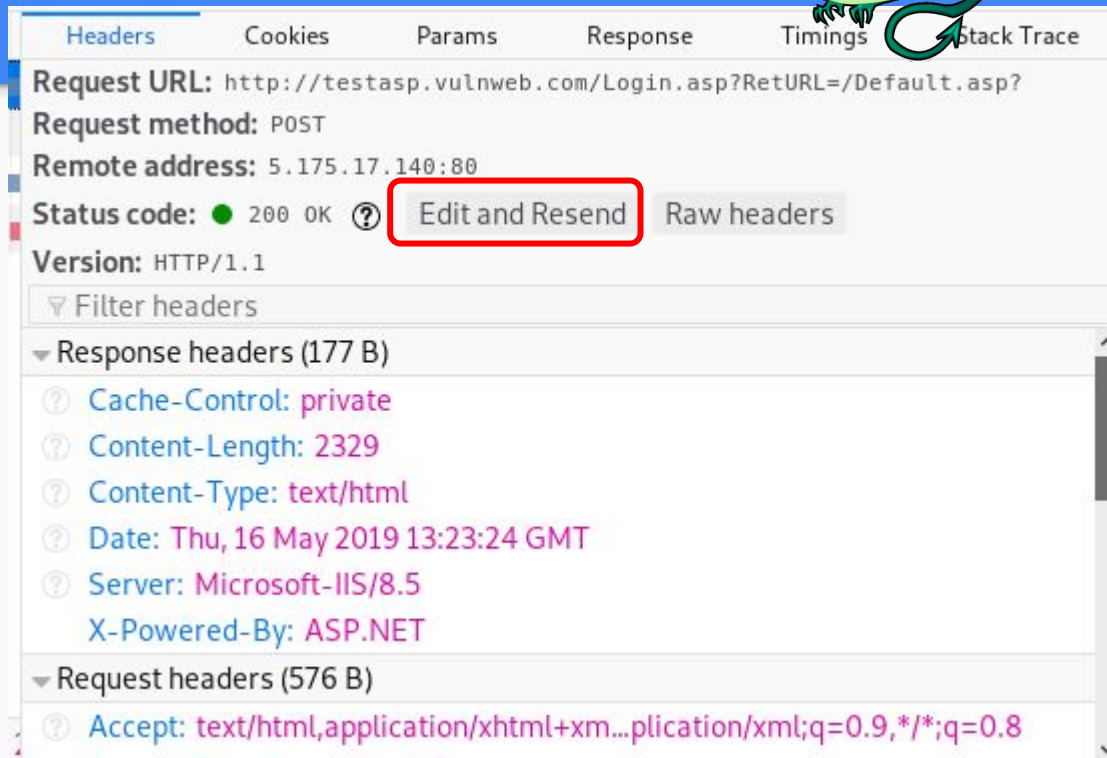 Headers Cookies Params Response Timings Stack Trace
Request URL: http://testasp.vulnweb.com/Login.asp?RetURL=/Default.asp?
Request method: POST
Remote address: 5.175.17.140:80
Status code: 200 OK ? Edit and Resend Raw headers
Version: HTTP/1.1
Filter headers
Response headers (177 B)
? Cache-Control: private
? Content-Length: 2329
? Content-Type: text/html
? Date: Thu, 16 May 2019 13:23:24 GMT
? Server: Microsoft-IIS/8.5
X-Powered-By: ASP.NET
Request headers (576 B)
? Accept: text/html,application/xhtml+xm…plication/xml;q=0.9,*/*;q=0.8